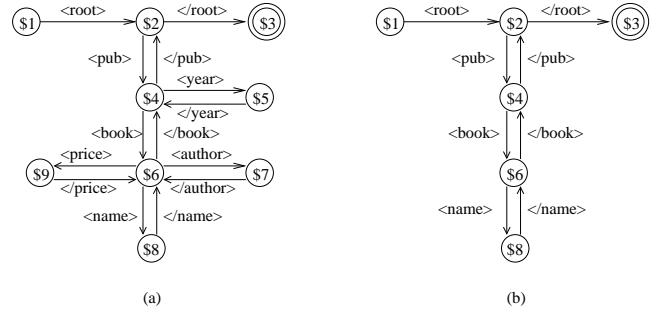 <root> </root> <root> </root>
$1 $2 $3 $1 $2 $3
<pub> </pub> <pub> </pub>
<year>
$4 $5 $4
</year>
<book> </book> <book> </book>
<price> <author>
$9 $6 $7 $6
</price> </author>
<name> </name> <name> </name>
$8 $8
(a) (b)